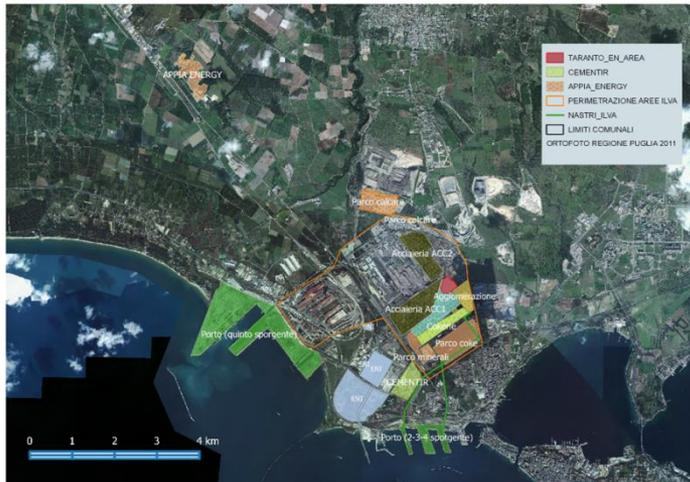 APPIA ENERGY
TARANTO_EN_AREA
CEMENTIR
APPIA_ENERGY
PERIMETRAZIONE AREE ILVA
NASTRI_ILVA
LIMITI COMUNALI
ORTOFOTO REGIONE PUGLIA 2011
Parco calcare
Parco calcare
Acciaieria ACC2
Agglomerazione
Acciaieria ACC1
Cokerie
Porto (quinto sporgente)
Parco coke
Parco minerali
ENI
CEMENTIR
ENI
Porto (2-3-4 sporgente)
0 1 2 3 4 km